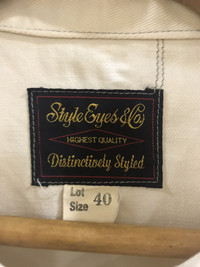 Style Eyes & Co
HIGHEST QUALITY
Distinctively Styled
Lot
Size 40